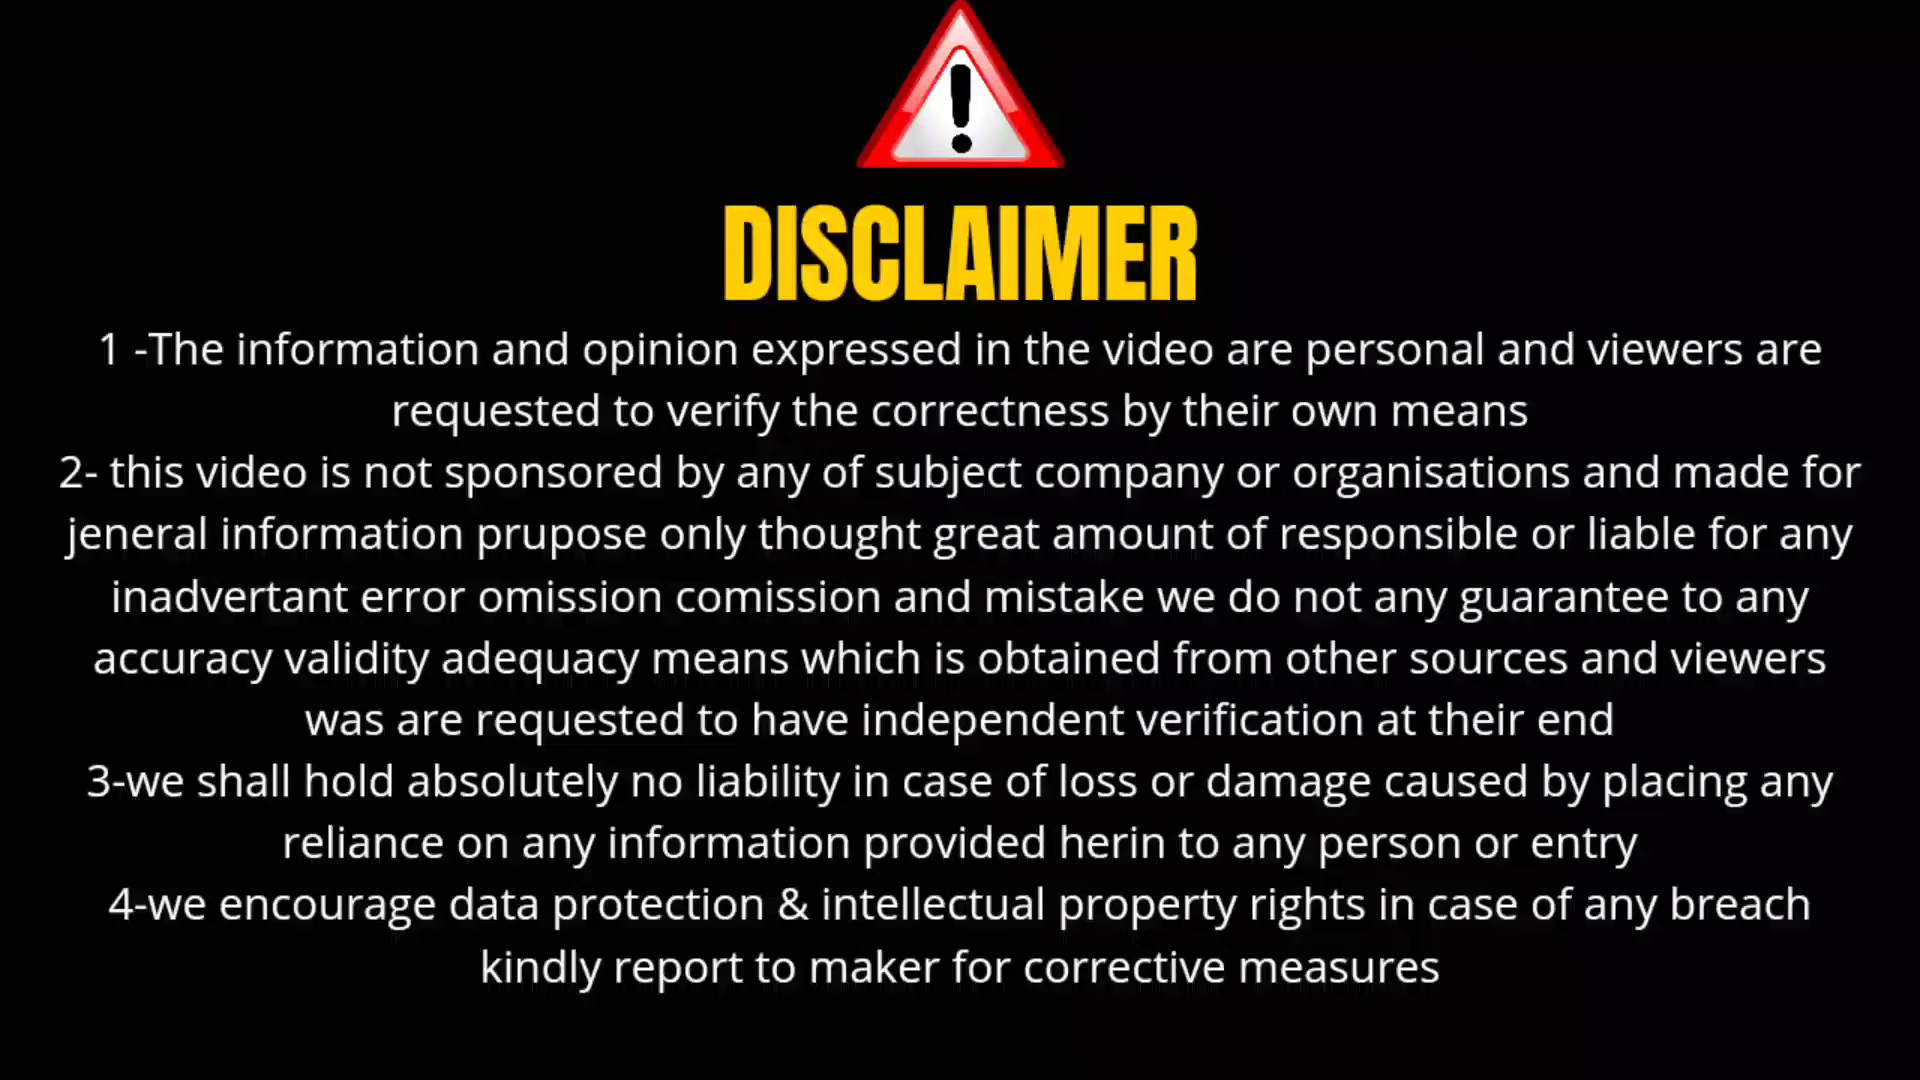 DISCLAIMER
1 -The information and opinion expressed in the video are personal and viewers are
requested to verify the correctness by their own means
2- this video is not sponsored by any of subject company or organisations and made for
jeneral information prupose only thought great amount of responsible or liable for any
inadvertant error omission comission and mistake we do not any guarantee to any
accuracy validity adequacy means which is obtained from other sources and viewers
was are requested to have independent verification at their end
3-we shall hold absolutely no liability in case of loss or damage caused by placing any
reliance on any information provided herin to any person or entry
4-we encourage data protection & intellectual property rights in case of any breach
kindly report to maker for corrective measures